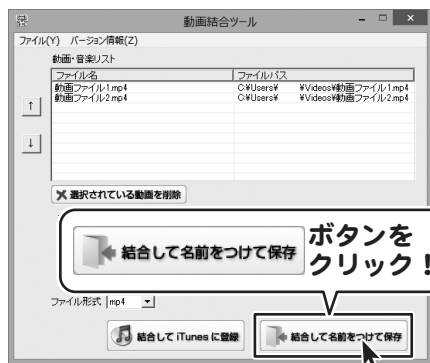 動画結合ツール
ファイル(Y) バージョン情報(Z)
動画・音楽リスト
ファイル名 ファイルパス
動画ファイル1.mp4 C:¥Users¥ ¥Videos¥動画ファイル1.mp4
動画ファイル2.mp4 C:¥Users¥ ¥Videos¥動画ファイル2.mp4
↑
↓
選択されている動画を削除
結合して名前をつけて保存
ボタンを
クリック!
ファイル形式 mp4
結合して iTunes に登録
結合して名前をつけて保存